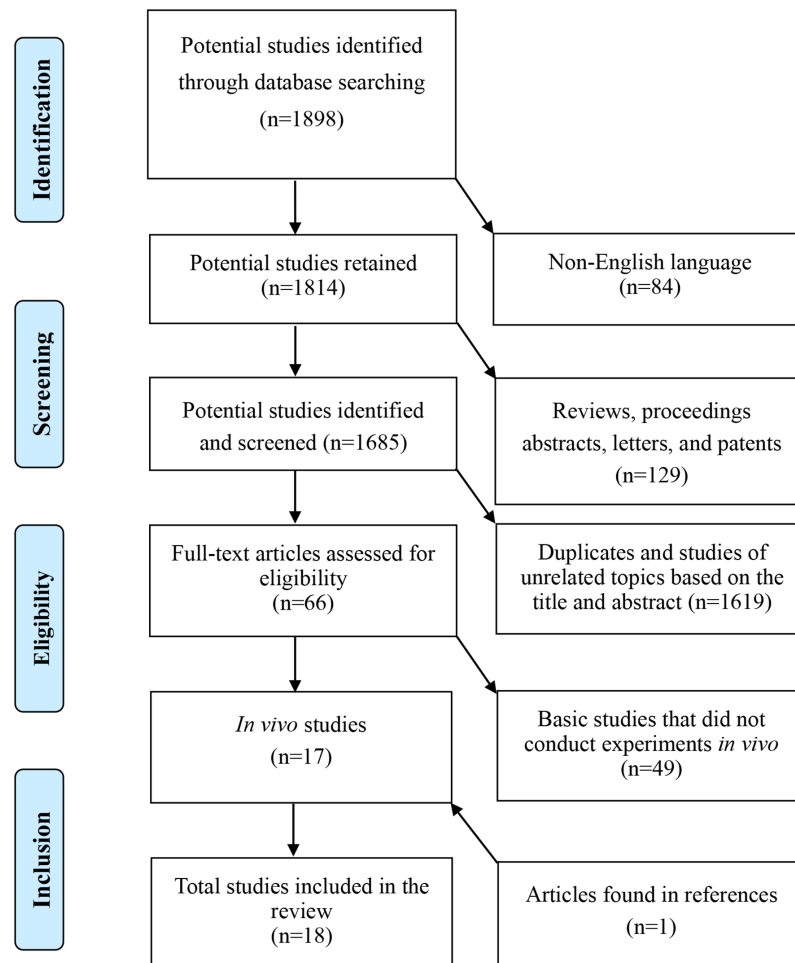 Identification
Potential studies identified
through database searching
(n=1898)
Potential studies retained
(n=1814)
Non-English language
(n=84)
Screening
Potential studies identified
and screened (n=1685)
Reviews, proceedings
abstracts, letters, and patents
(n=129)
Eligibility
Full-text articles assessed for
eligibility
(n=66)
Duplicates and studies of
unrelated topics based on the
title and abstract (n=1619)
In vivo studies
(n=17)
Basic studies that did not
conduct experiments in vivo
(n=49)
Inclusion
Total studies included in the
review
(n=18)
Articles found in references
(n=1)